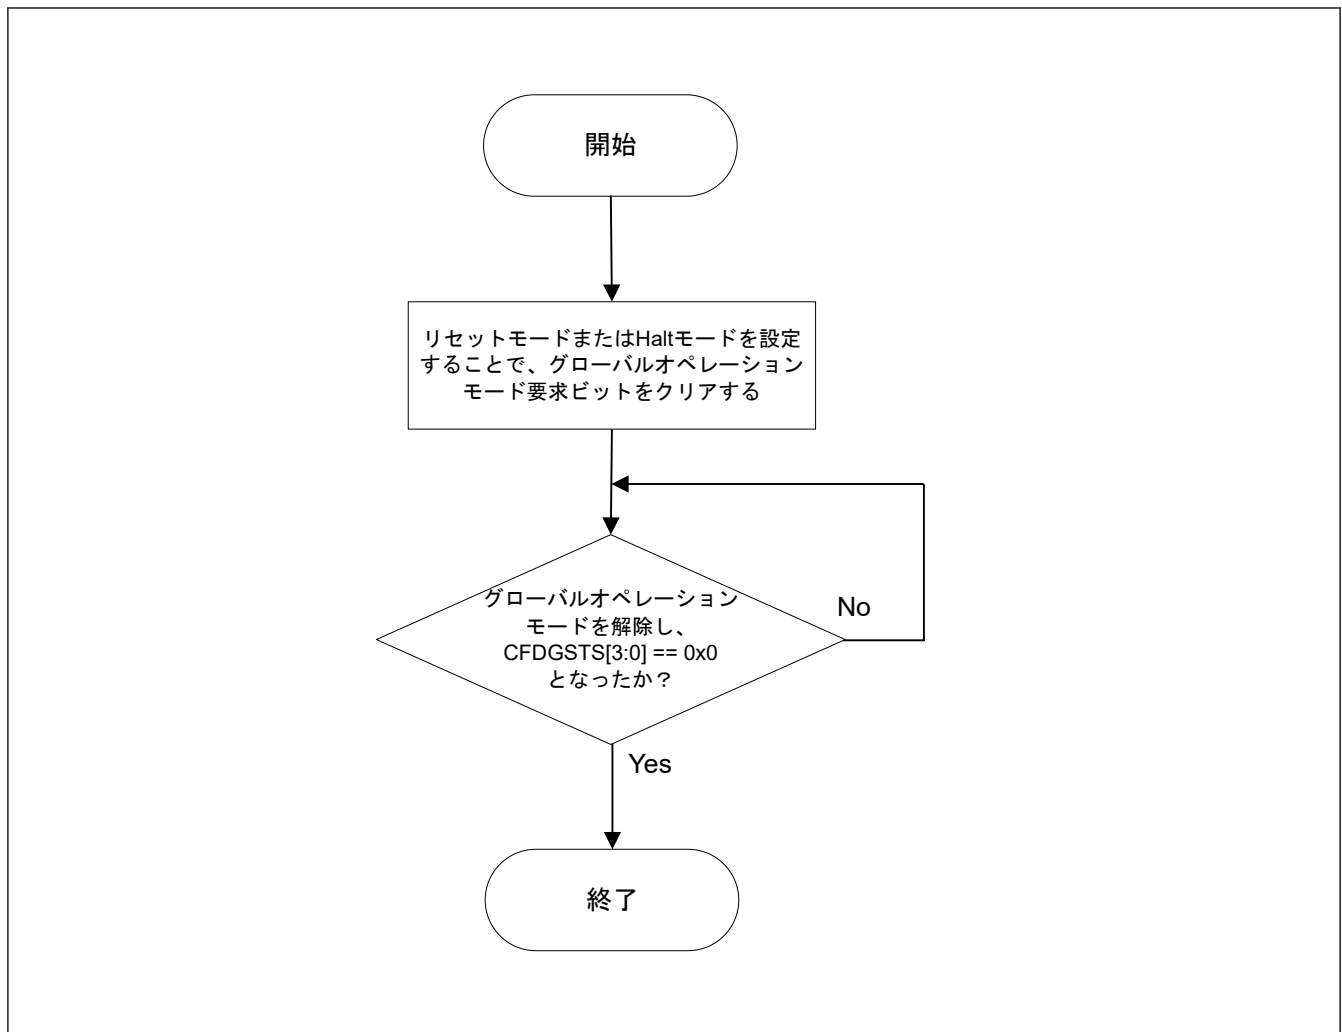 開始
リセットモードまたはHaltモードを設定
することで、グローバルオペレーション
モード要求ビットをクリアする
グローバルオペレーション
モードを解除し、
CFDGSTS[3:0] == 0x0
となったか？
No
Yes
終了